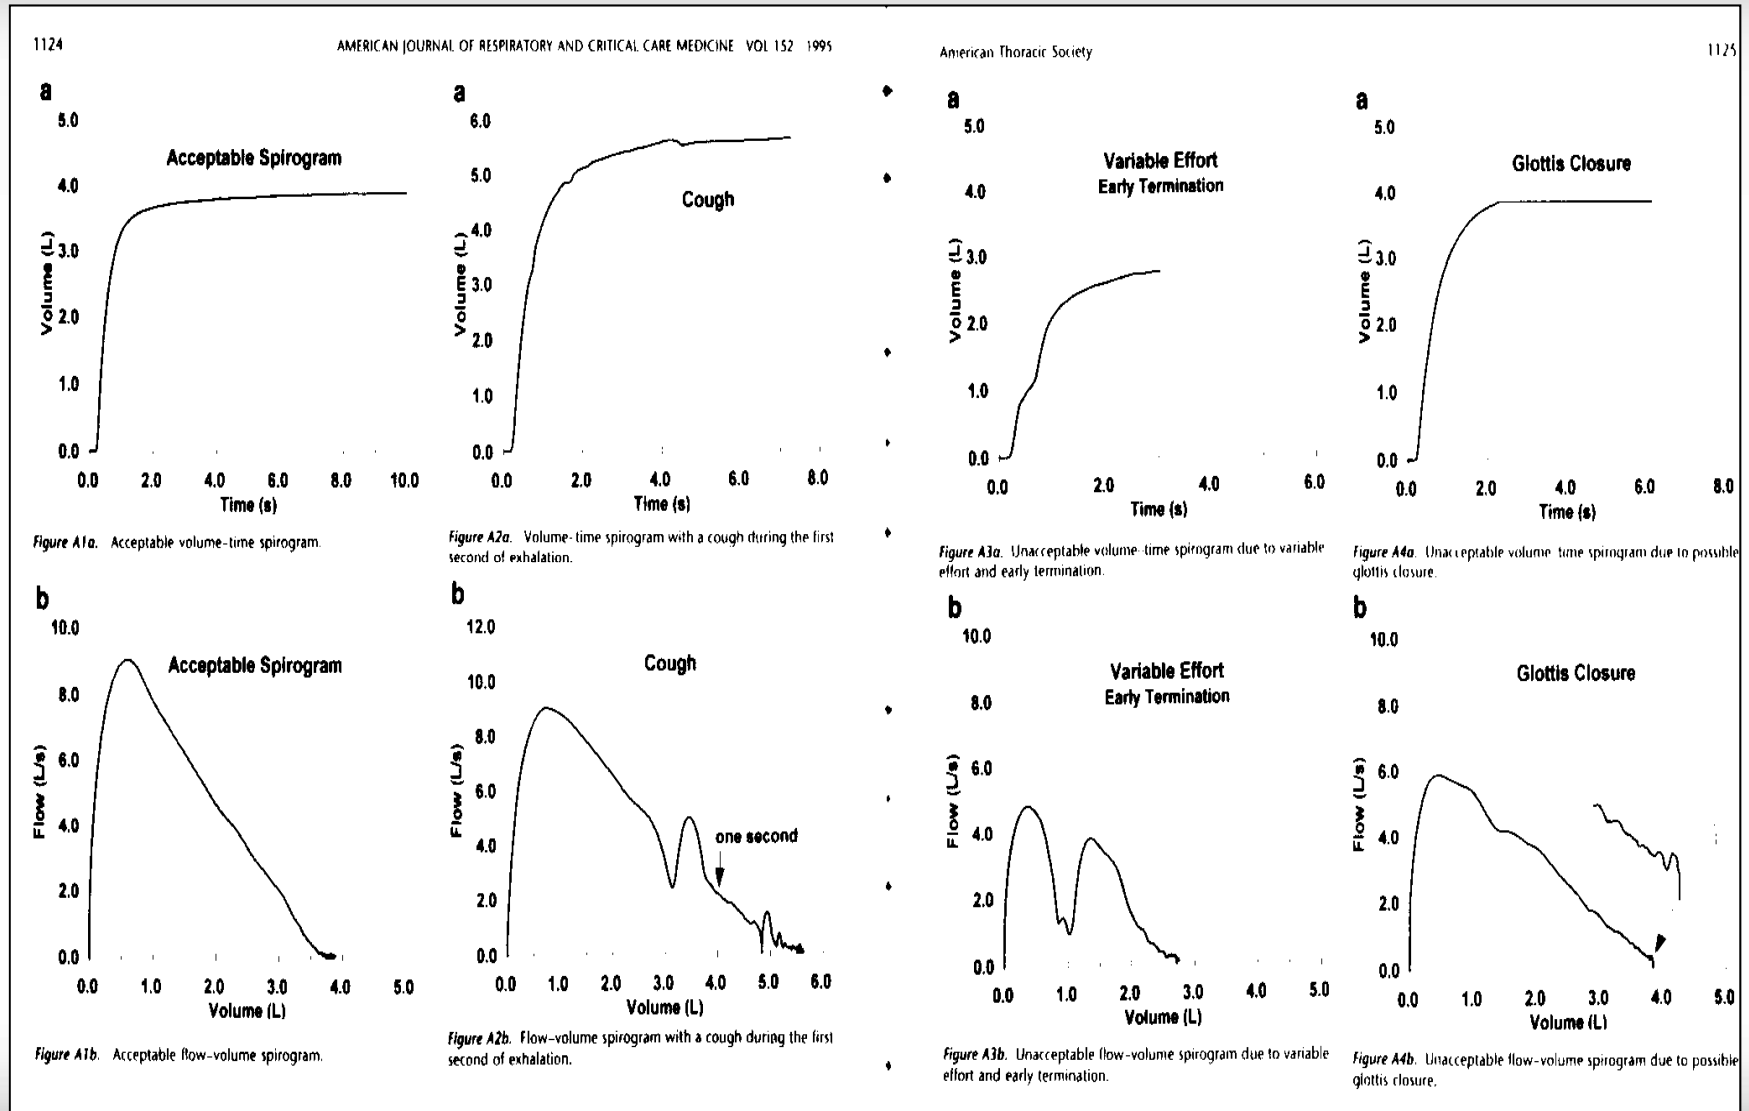 1124
AMERICAN JOURNAL OF RESPIRATORY AND CRITICAL CARE MEDICINE VOL 152 1995
a
5.0
4.0
3.0
2.0
1.0
0.0
Volume (L)
Acceptable Spirogram
0.0 2.0 4.0 6.0 8.0 10.0
Time (s)
Figure A1a. Acceptable volume-time spirogram.
a
6.0
5.0
4.0
3.0
2.0
1.0
0.0
Volume (L)
Cough
0.0 2.0 4.0 6.0 8.0
Time (s)
Figure A2a. Volume-time spirogram with a cough during the first
second of exhalation.
b
10.0
8.0
6.0
4.0
2.0
0.0
Flow (L/s)
Acceptable Spirogram
0.0 1.0 2.0 3.0 4.0 5.0
Volume (L)
Figure A1b. Acceptable flow-volume spirogram.
b
12.0
10.0
8.0
6.0
4.0
2.0
0.0
Flow (L/s)
Cough
one second
0.0 1.0 2.0 3.0 4.0 5.0 6.0
Volume (L)
Figure A2b. Flow-volume spirogram with a cough during the first
second of exhalation.
American Thoracic Society
1125
a
5.0
4.0
3.0
2.0
1.0
0.0
Volume (L)
Variable Effort
Early Termination
0.0 2.0 4.0 6.0
Time (s)
Figure A3a. Unacceptable volume-time spirogram due to variable
effort and early termination.
a
5.0
4.0
3.0
2.0
1.0
0.0
Volume (L)
Glottis Closure
0.0 2.0 4.0 6.0 8.0
Time (s)
Figure A4a. Unacceptable volume time spirogram due to possible
glottis closure.
b
10.0
8.0
6.0
4.0
2.0
0.0
Flow (L/s)
Variable Effort
Early Termination
0.0 1.0 2.0 3.0 4.0 5.0
Volume (L)
Figure A3b. Unacceptable flow-volume spirogram due to variable
effort and early termination.
b
10.0
8.0
6.0
4.0
2.0
0.0
Flow (L/s)
Glottis Closure
0.0 1.0 2.0 3.0 4.0 5.0
Volume (L)
Figure A4b. Unacceptable flow-volume spirogram due to possible
glottis closure.